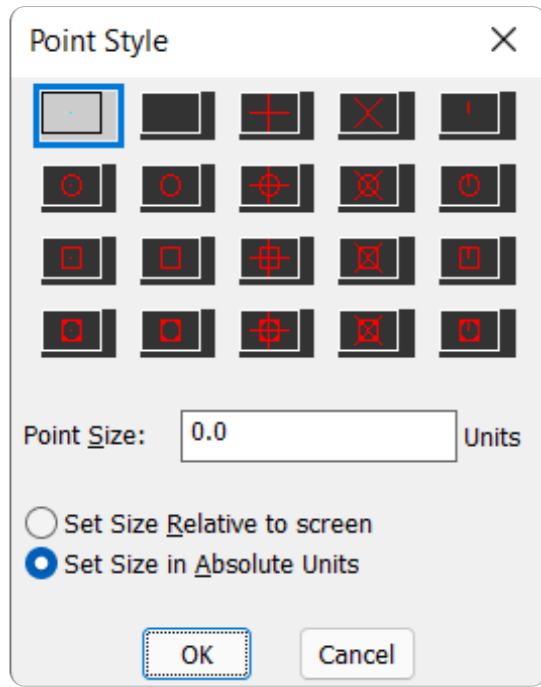 Point Style
Point Size: 0.0 Units
Set Size Relative to screen
Set Size in Absolute Units
OK Cancel